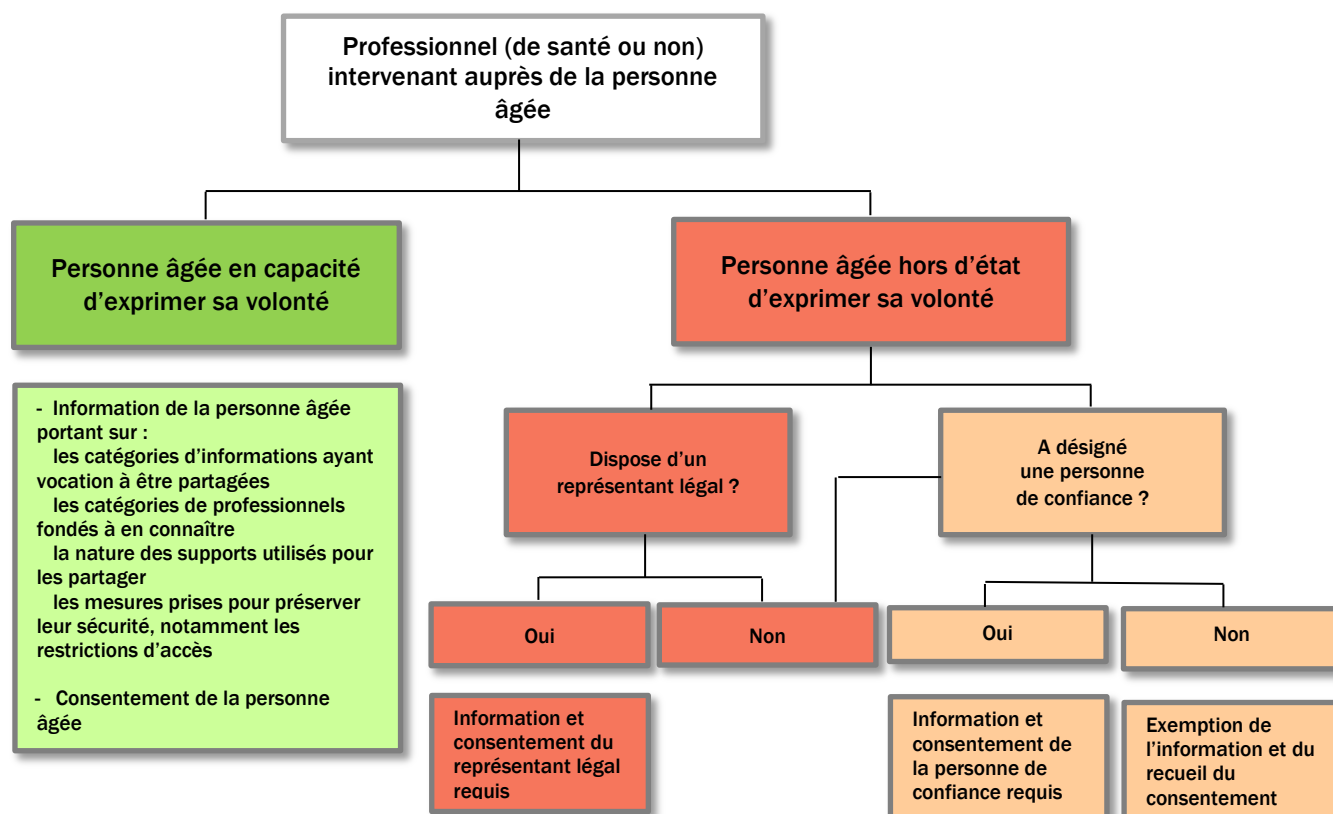 Professionnel (de santé ou non)
intervenant auprès de la personne
âgée
Personne âgée en capacité
d’exprimer sa volonté
Personne âgée hors d’état
d’exprimer sa volonté
- Information de la personne âgée
portant sur :
les catégories d’informations ayant
vocation à être partagées
les catégories de professionnels
fondés à en connaître
la nature des supports utilisés pour
les partager
les mesures prises pour préserver
leur sécurité, notamment les
restrictions d’accès
- Consentement de la personne
âgée
Dispose d’un
représentant légal ?
A désigné
une personne
de confiance ?
Oui
Non
Oui
Non
Information et
consentement du
représentant légal
requis
Information et
consentement de
la personne de
confiance requis
Exemption de
l’information et du
recueil du
consentement